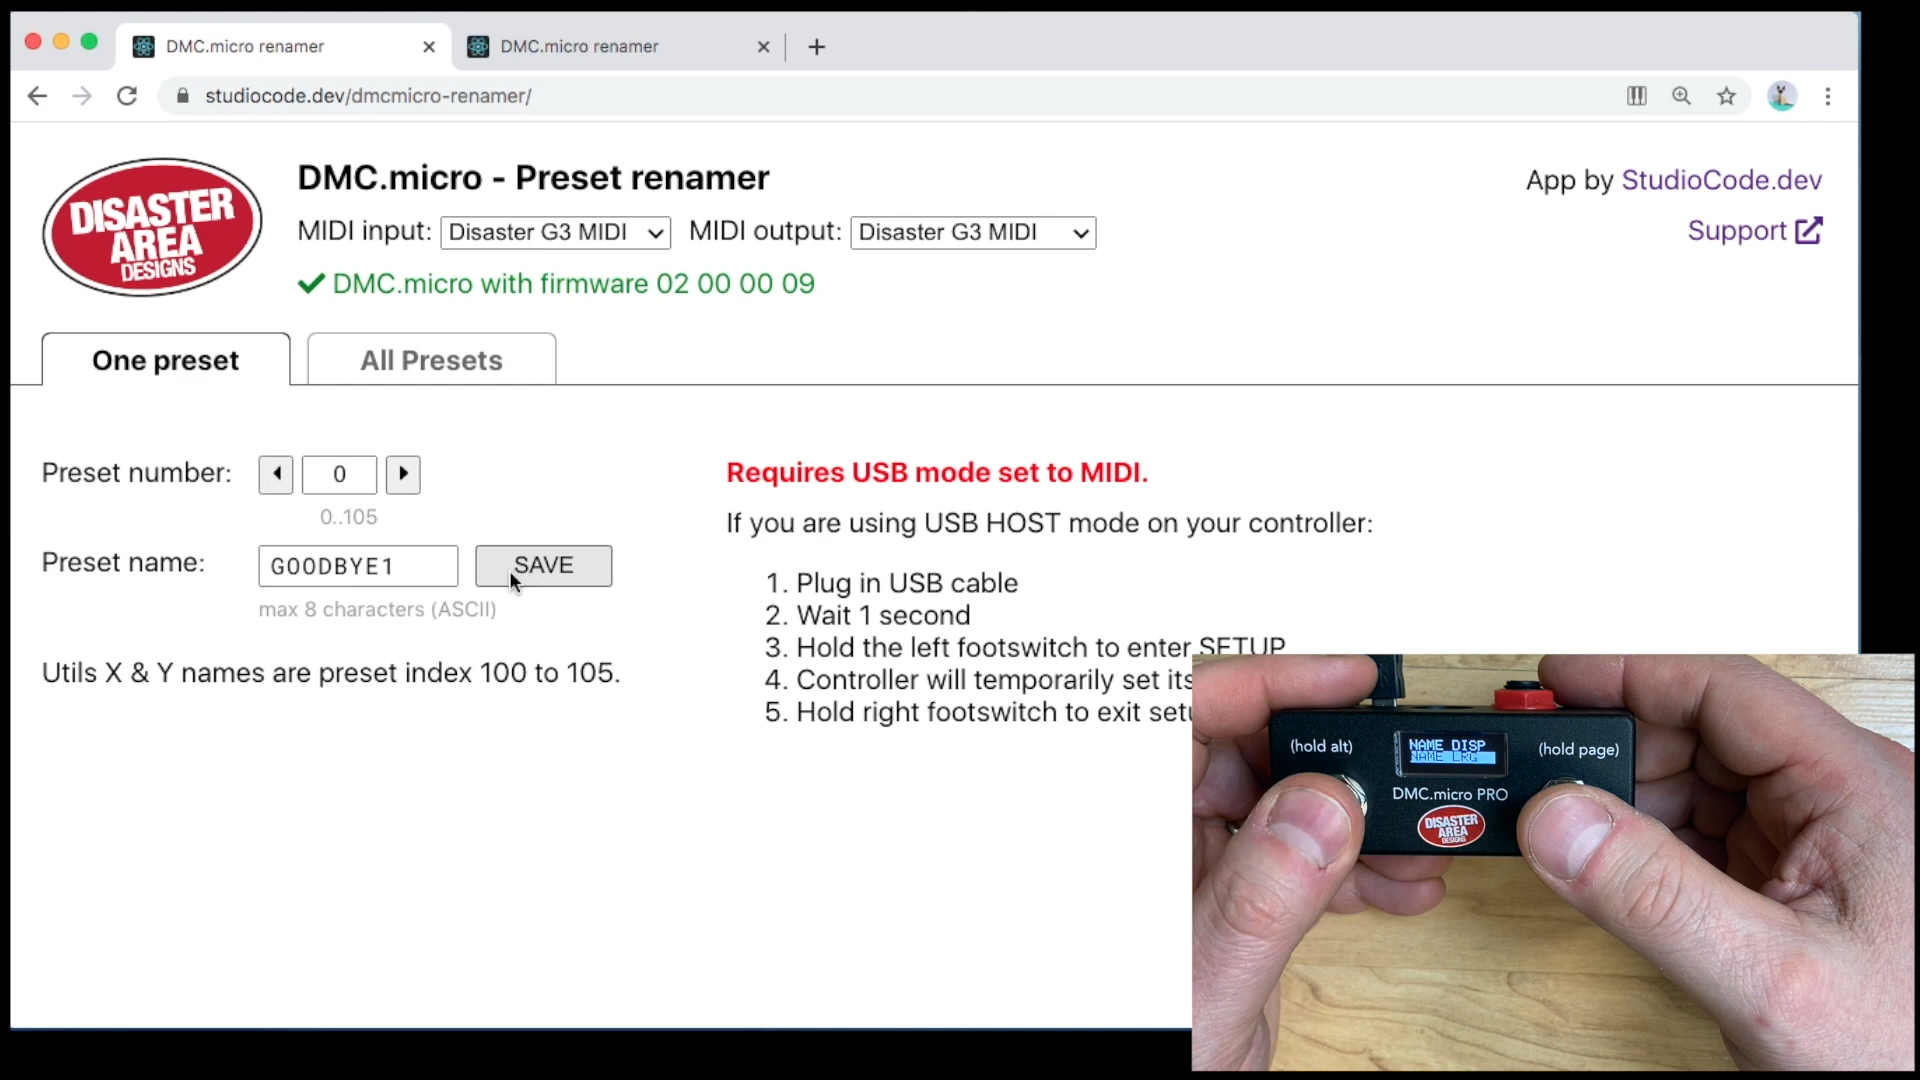 DMC.micro renamer
DMC.micro renamer
studiocode.dev/dmcmicro-renamer/
DISASTER
AREA
DESIGNS
DMC.micro - Preset renamer
MIDI input: Disaster G3 MIDI MIDI output: Disaster G3 MIDI
DMC.micro with firmware 02 00 00 09
App by StudioCode.dev
Support
One preset
All Presets
Preset number: 0
0..105
Preset name: GOODBYE1 SAVE
max 8 characters (ASCII)
Utils X & Y names are preset index 100 to 105.
Requires USB mode set to MIDI.
If you are using USB HOST mode on your controller:
1. Plug in USB cable
2. Wait 1 second
3. Hold the left footswitch to enter SETUP
4. Controller will temporarily set its
5. Hold right footswitch to exit
(hold alt)
NAME DISP
NAME LRG
(hold page)
DMC.micro PRO
DISASTER
AREA
DESIGNS